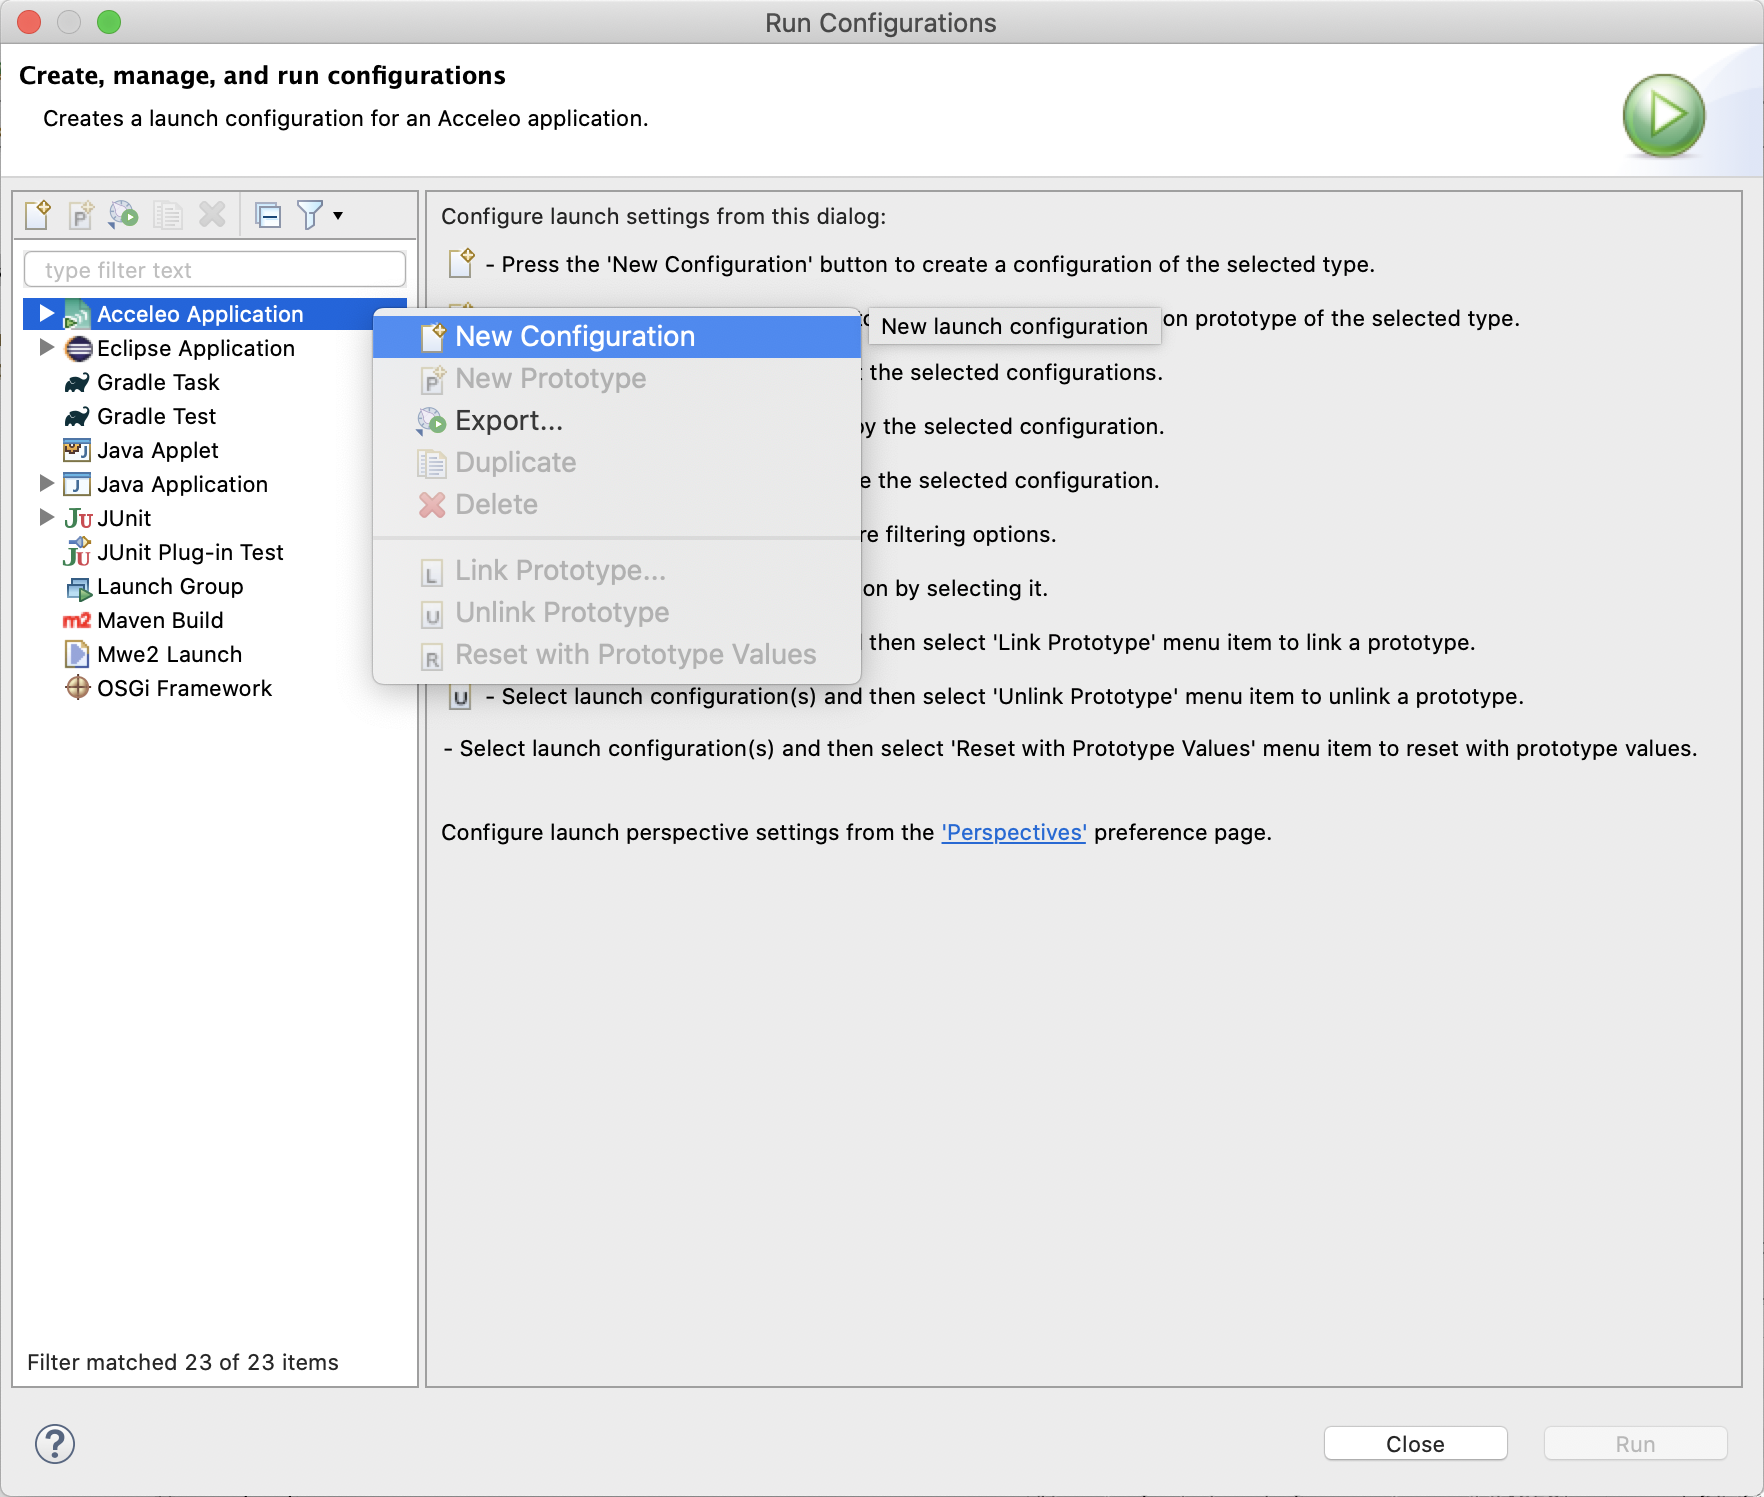 Run Configurations
Create, manage, and run configurations
Creates a launch configuration for an Acceleo application.
type filter text
Acceleo Application
Eclipse Application
Gradle Task
Gradle Test
Java Applet
Java Application
JUnit
JUnit Plug-in Test
Launch Group
m2 Maven Build
Mwe2 Launch
OSGi Framework
Filter matched 23 of 23 items
Configure launch settings from this dialog:
- Press the 'New Configuration' button to create a configuration of the selected type.
on prototype of the selected type.
the selected configurations.
the selected configuration.
the selected configuration.
filtering options.
on by selecting it.
then select 'Link Prototype' menu item to link a prototype.
- Select launch configuration(s) and then select 'Unlink Prototype' menu item to unlink a prototype.
- Select launch configuration(s) and then select 'Reset with Prototype Values' menu item to reset with prototype values.
Configure launch perspective settings from the 'Perspectives' preference page.
New Configuration
New Prototype
Export...
Duplicate
Delete
Link Prototype...
Unlink Prototype
Reset with Prototype Values
New launch configuration
Close
Run